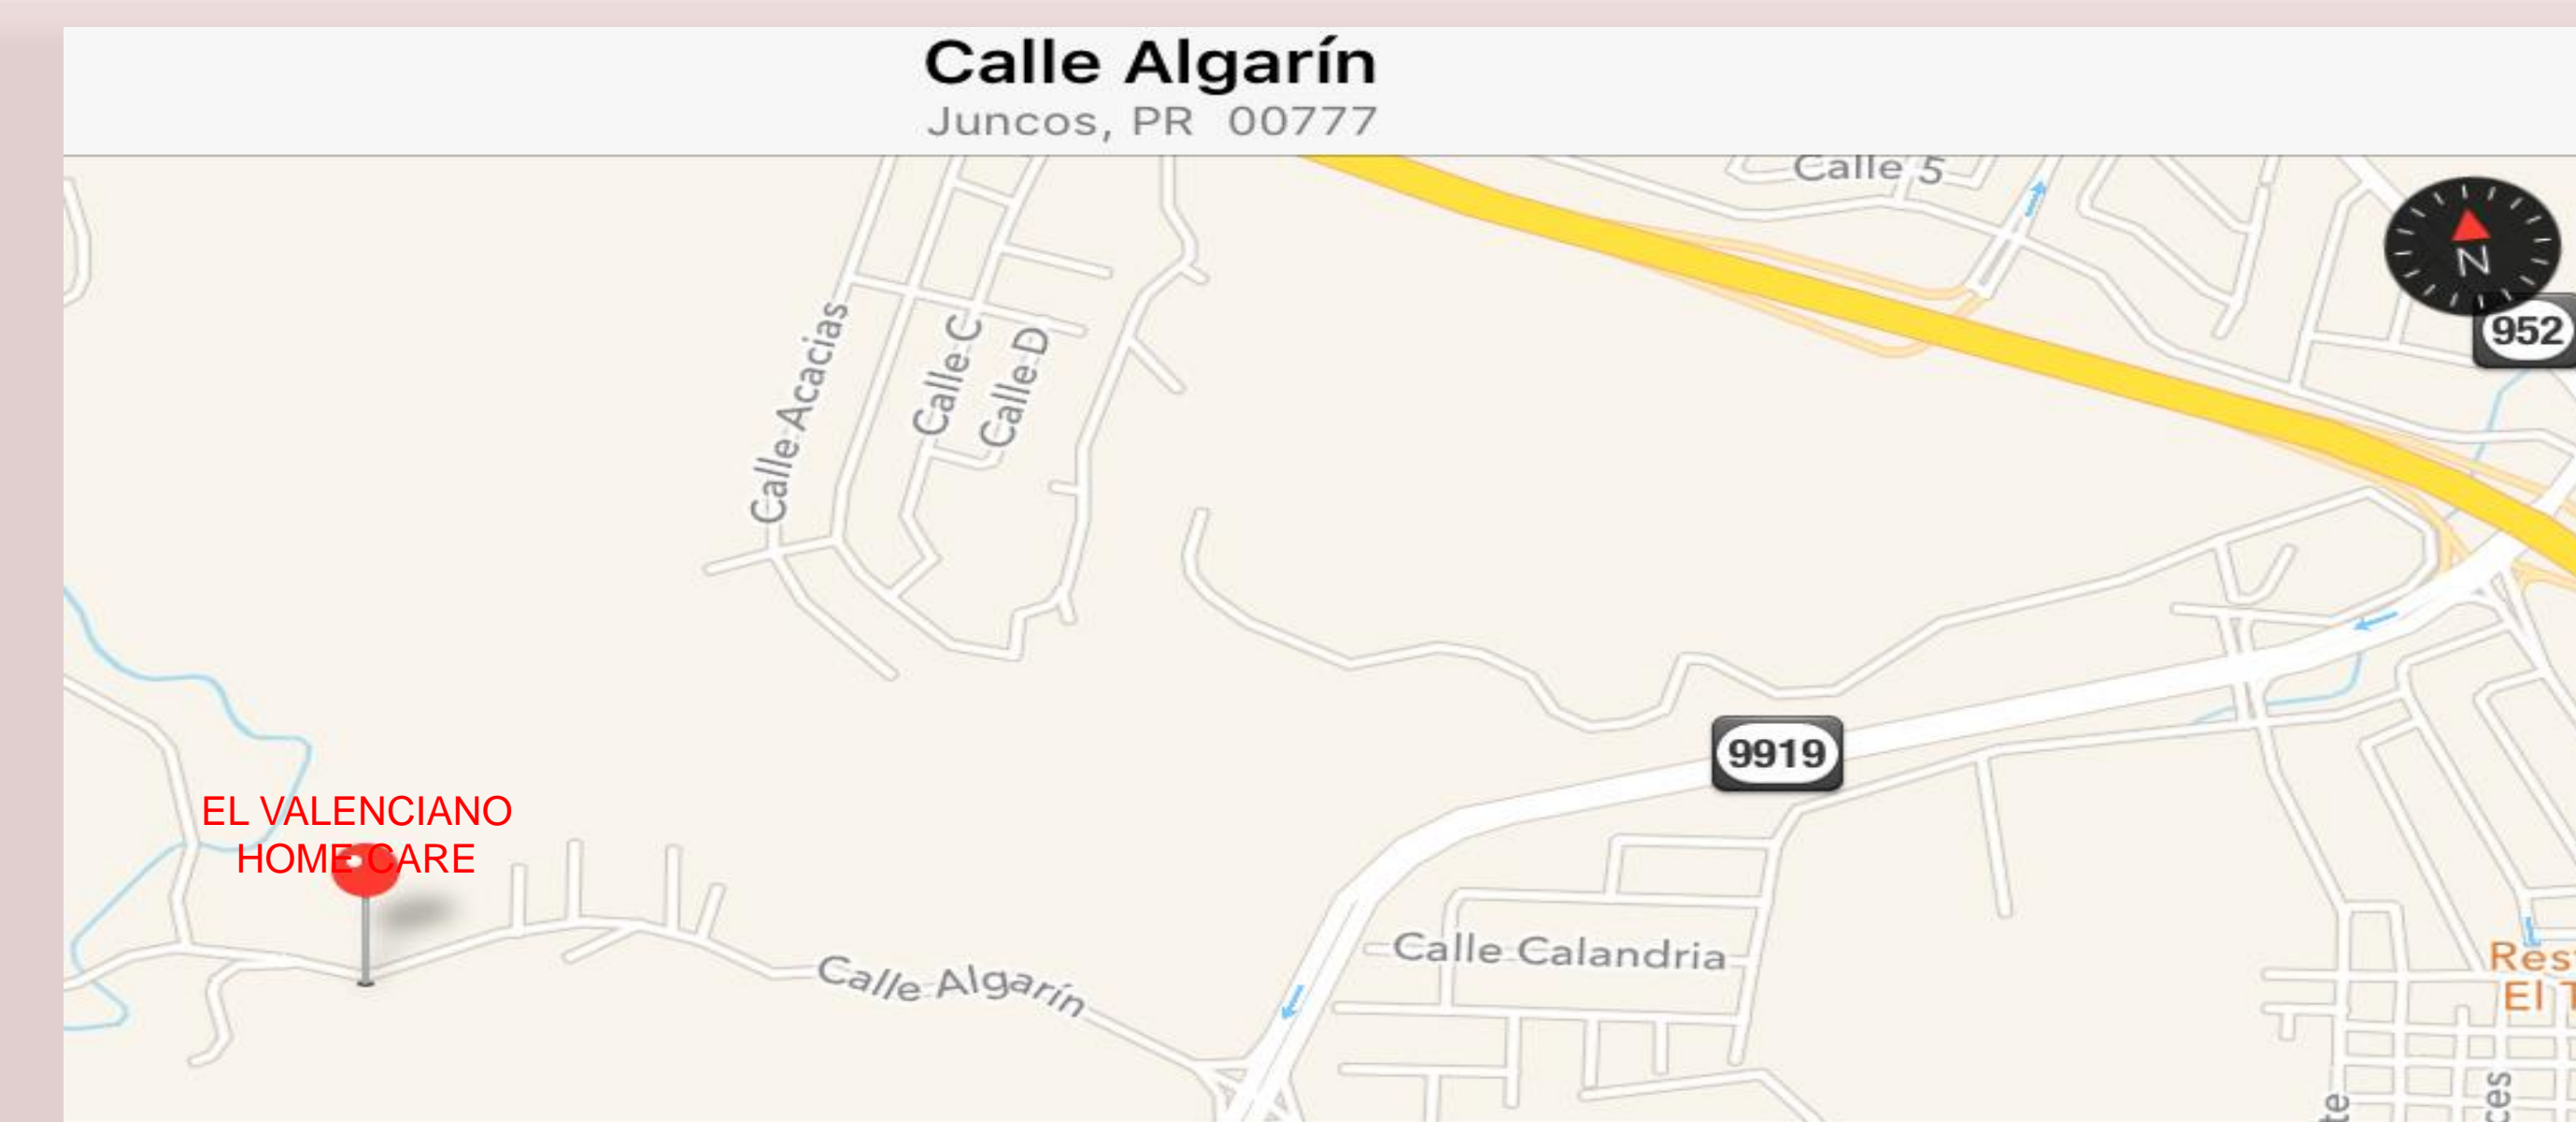 Calle Algarín
Juncos, PR 00777
Calle 5
N
952
Calle Acacias
Calle C
Calle D
9919
EL VALENCIANO
HOME CARE
Calle Algarín
Calle Calandria
El